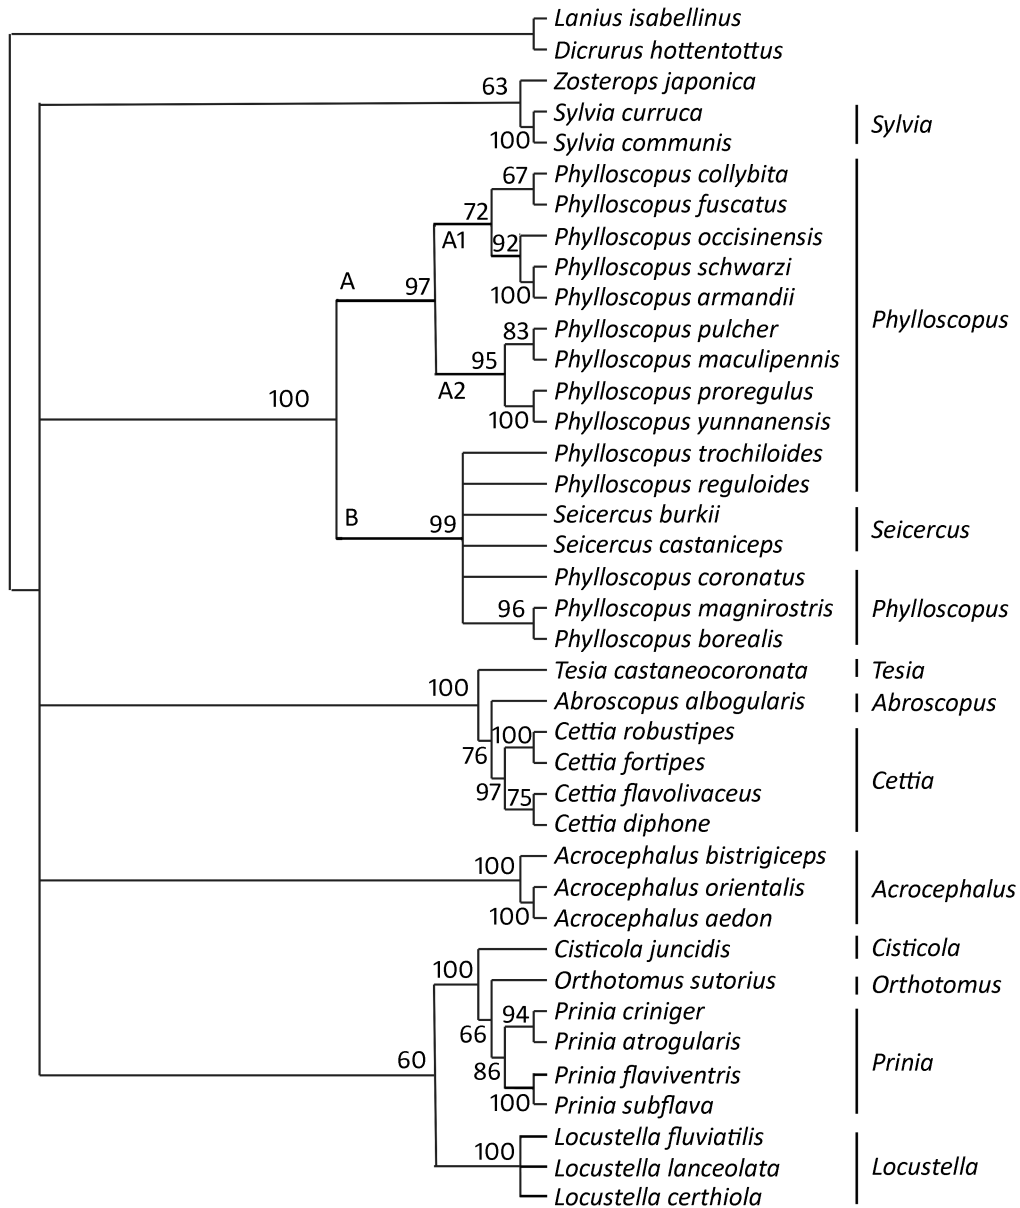 Lanius isabellinus
Dicrurus hottentottus
Zosterops japonica
63
Sylvia curruca
Sylvia
100
Sylvia communis
Phylloscopus collybita
67
Phylloscopus fuscatus
72
A1
Phylloscopus occisinensis
92
Phylloscopus schwarzi
A
97
100
Phylloscopus armandii
Phylloscopus
Phylloscopus pulcher
83
Phylloscopus maculipennis
95
A2
Phylloscopus proregulus
100
100
Phylloscopus yunnanensis
Phylloscopus trochiloides
Phylloscopus reguloides
B
99
Seicercus burkii
Seicercus
Seicercus castaniceps
Phylloscopus coronatus
96
Phylloscopus magnirostris
Phylloscopus
Phylloscopus borealis
Tesia castaneocoronata
Tesia
100
Abroscopus albogularis
Abroscopus
100
Cettia robustipes
76
Cettia fortipes
Cettia
97
75
Cettia flavolivaceus
Cettia diphone
Acrocephalus bistrigiceps
100
Acrocephalus orientalis
Acrocephalus
100
Acrocephalus aedon
Cisticola juncidis
Cisticola
100
Orthotomus sutorius
Orthotomus
94
Prinia criniger
66
Prinia atrogularis
Prinia
60
86
Prinia flaviventris
100
Prinia subflava
Locustella fluviatilis
100
Locustella lanceolata
Locustella
Locustella certhiola